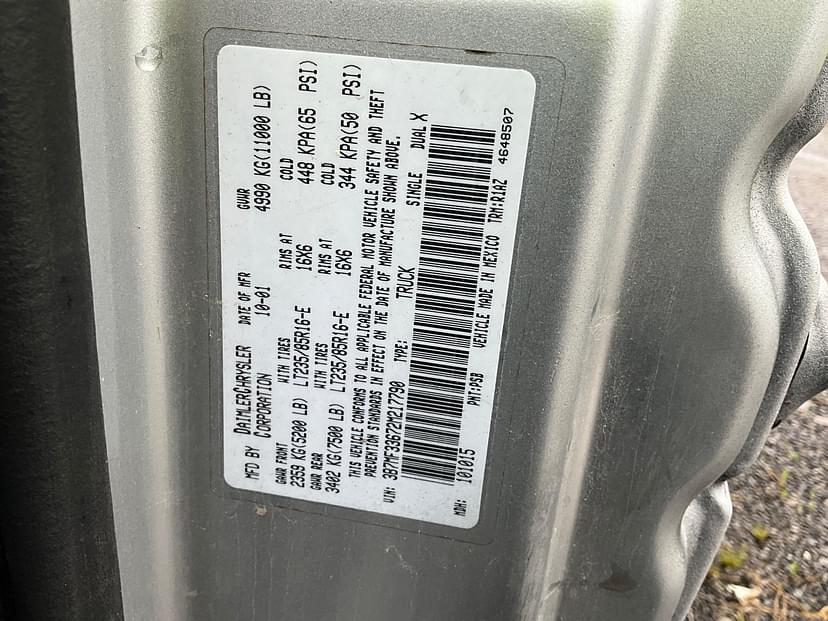 MFD BY DAIMLERCHRYSLER CORPORATION DATE OF MFR 10-01 GVWR 4990 KG(11000 LB)
GAWR FRONT WITH TIRES RIMS AT COLD
2359 KG(5200 LB) LT235/85R16-E 16X6 448 KPA(65 PSI)
GAWR REAR WITH TIRES RIMS AT COLD
3402 KG(7500 LB) LT235/85R16-E 16X6 344 KPA(50 PSI)
THIS VEHICLE CONFORMS TO ALL APPLICABLE FEDERAL MOTOR VEHICLE SAFETY AND THEFT
PREVENTION STANDARDS IN EFFECT ON THE DATE OF MANUFACTURE SHOWN ABOVE.
VIN: 3B7MF33672M217790 TYPE: TRUCK SINGLE DUAL X
MDH: 101015 PNT:PSB VEHICLE MADE IN MEXICO TRM:R1AZ 4648507